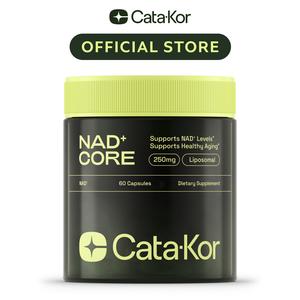 Cata·Kor
OFFICIAL STORE
NAD+
CORE
Supports NAD+ Levels*
Supports Healthy Aging*
250mg
Liposomal
NAD+
60 Capsules
Dietary Supplement
Cata·Kor